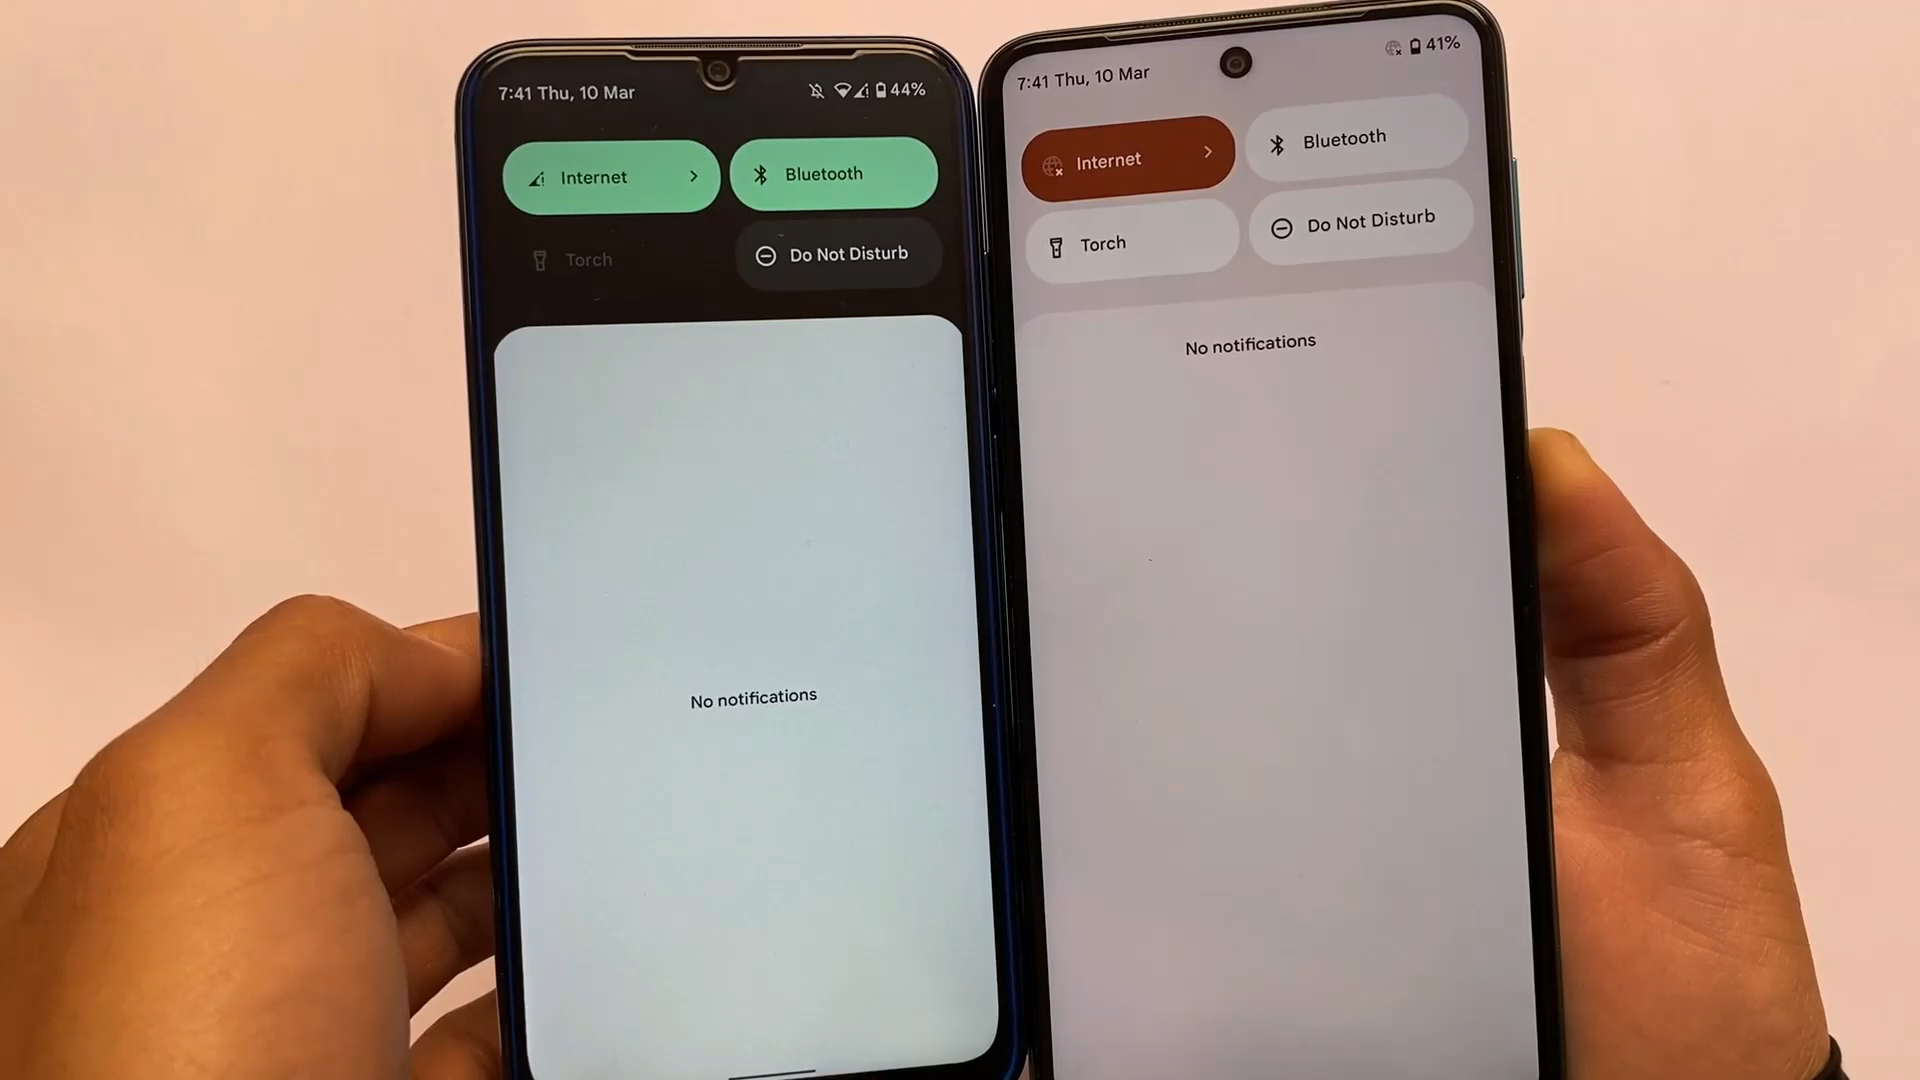 7:41 Thu, 10 Mar
44%
Internet
Bluetooth
Torch
Do Not Disturb
No notifications
7:41 Thu, 10 Mar
41%
Internet
Bluetooth
Torch
Do Not Disturb
No notifications